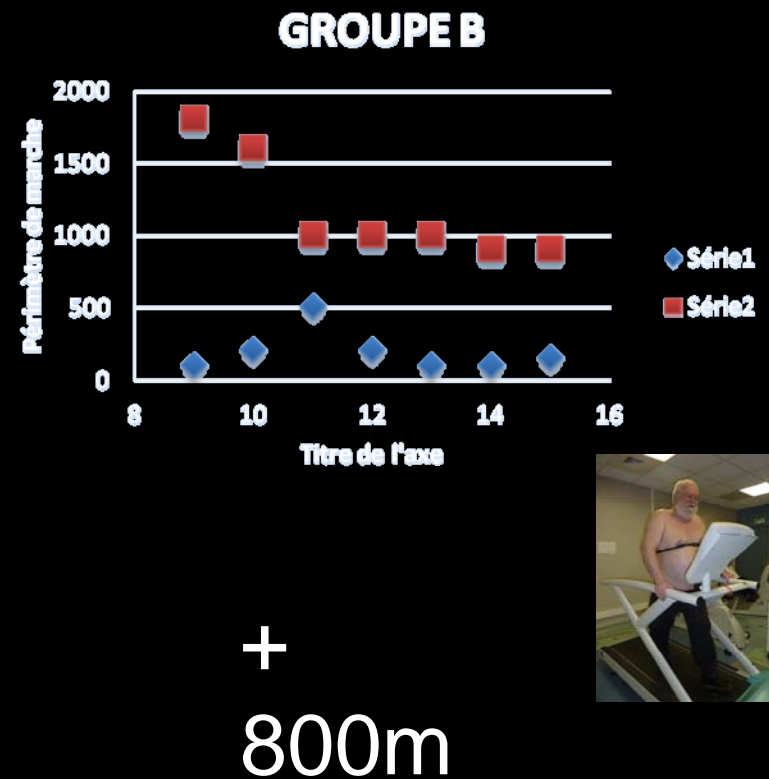 GROUPE B
2000
1500
1000
500
0
Périmètre de marche
8 10 12 14 16
Titre de l'axe
Série1
Série2
+
800m